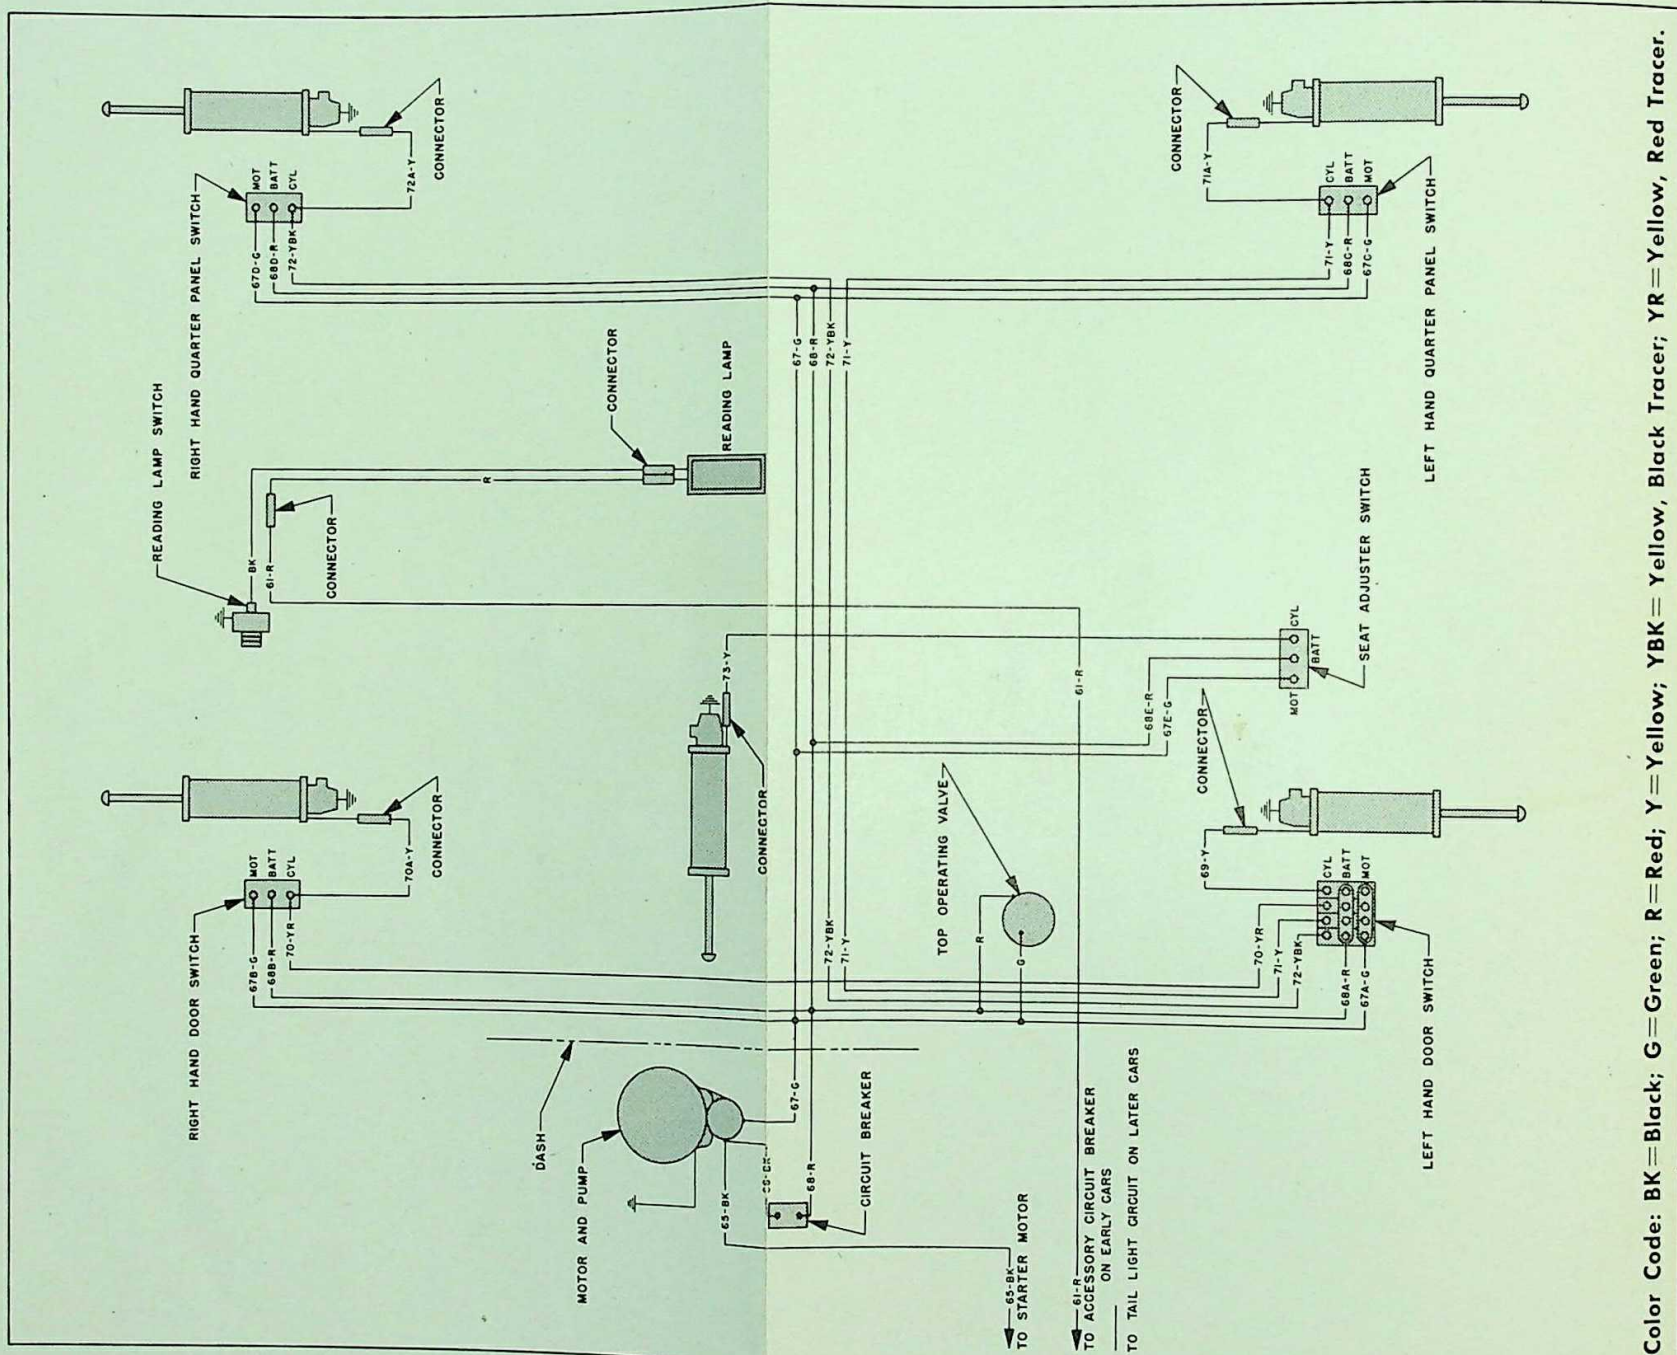 CONNECTOR
72A-Y
MOT
BATT
CYL
RIGHT HAND QUARTER PANEL SWITCH
67D-G
68D-R
72-YBK
CONNECTOR
71A-Y
CYL
BATT
MOT
LEFT HAND QUARTER PANEL SWITCH
71-Y
68C-R
67C-G
67-G
68-R
72-YBK
71-Y
READING LAMP SWITCH
CONNECTOR
READING LAMP
R
BK
61-R
CONNECTOR
73-Y
CONNECTOR
61-R
CYL
BATT
MOT
SEAT ADJUSTER SWITCH
68E-R
67E-G
CONNECTOR
70A-Y
MOT
BATT
CYL
RIGHT HAND DOOR SWITCH
67B-G
68B-R
70-YR
TOP OPERATING VALVE
R
G
72-YBK
71-Y
CONNECTOR
69-Y
CYL
BATT
MOT
70-YR
71-Y
72-YBK
68A-R
67A-G
LEFT HAND DOOR SWITCH
DASH
MOTOR AND PUMP
67-G
68-R
65-BK
CIRCUIT BREAKER
65-BK
TO STARTER MOTOR
61-R
TO ACCESSORY CIRCUIT BREAKER
ON EARLY CARS
TO TAIL LIGHT CIRCUIT ON LATER CARS
Color Code: BK=Black; G=Green; R=Red; Y=Yellow; YBK=Yellow, Black Tracer; YR=Yellow, Red Tracer.